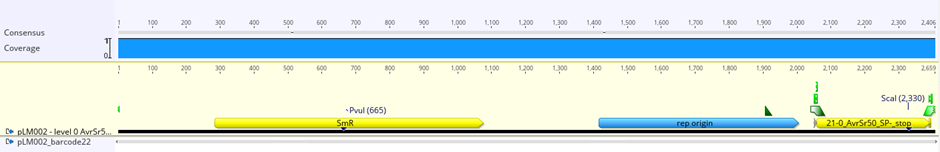 1 100 200 300 400 500 600 700 800 900 1,000 1,100 1,200 1,300 1,400 1,500 1,600 1,700 1,800 1,900 2,000 2,100 2,200 2,300 2,406
Consensus
Coverage
1
0
1 100 200 300 400 500 600 700 800 900 1,000 1,100 1,200 1,300 1,400 1,500 1,600 1,700 1,800 1,900 2,000 2,100 2,200 2,300 2,659
ScaI (2,330)
PvuI (665)
SmR rep origin 21-0_AvrSr50_SP-_stop
pLM002 - level 0 AvrSr5...
pLM002_barcode22